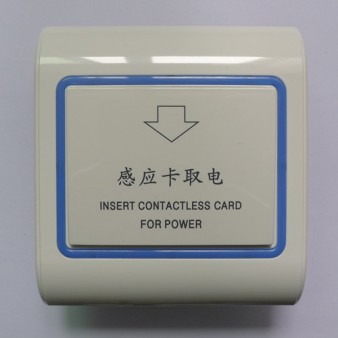 感应卡取电
INSERT CONTACTLESS CARD
FOR POWER